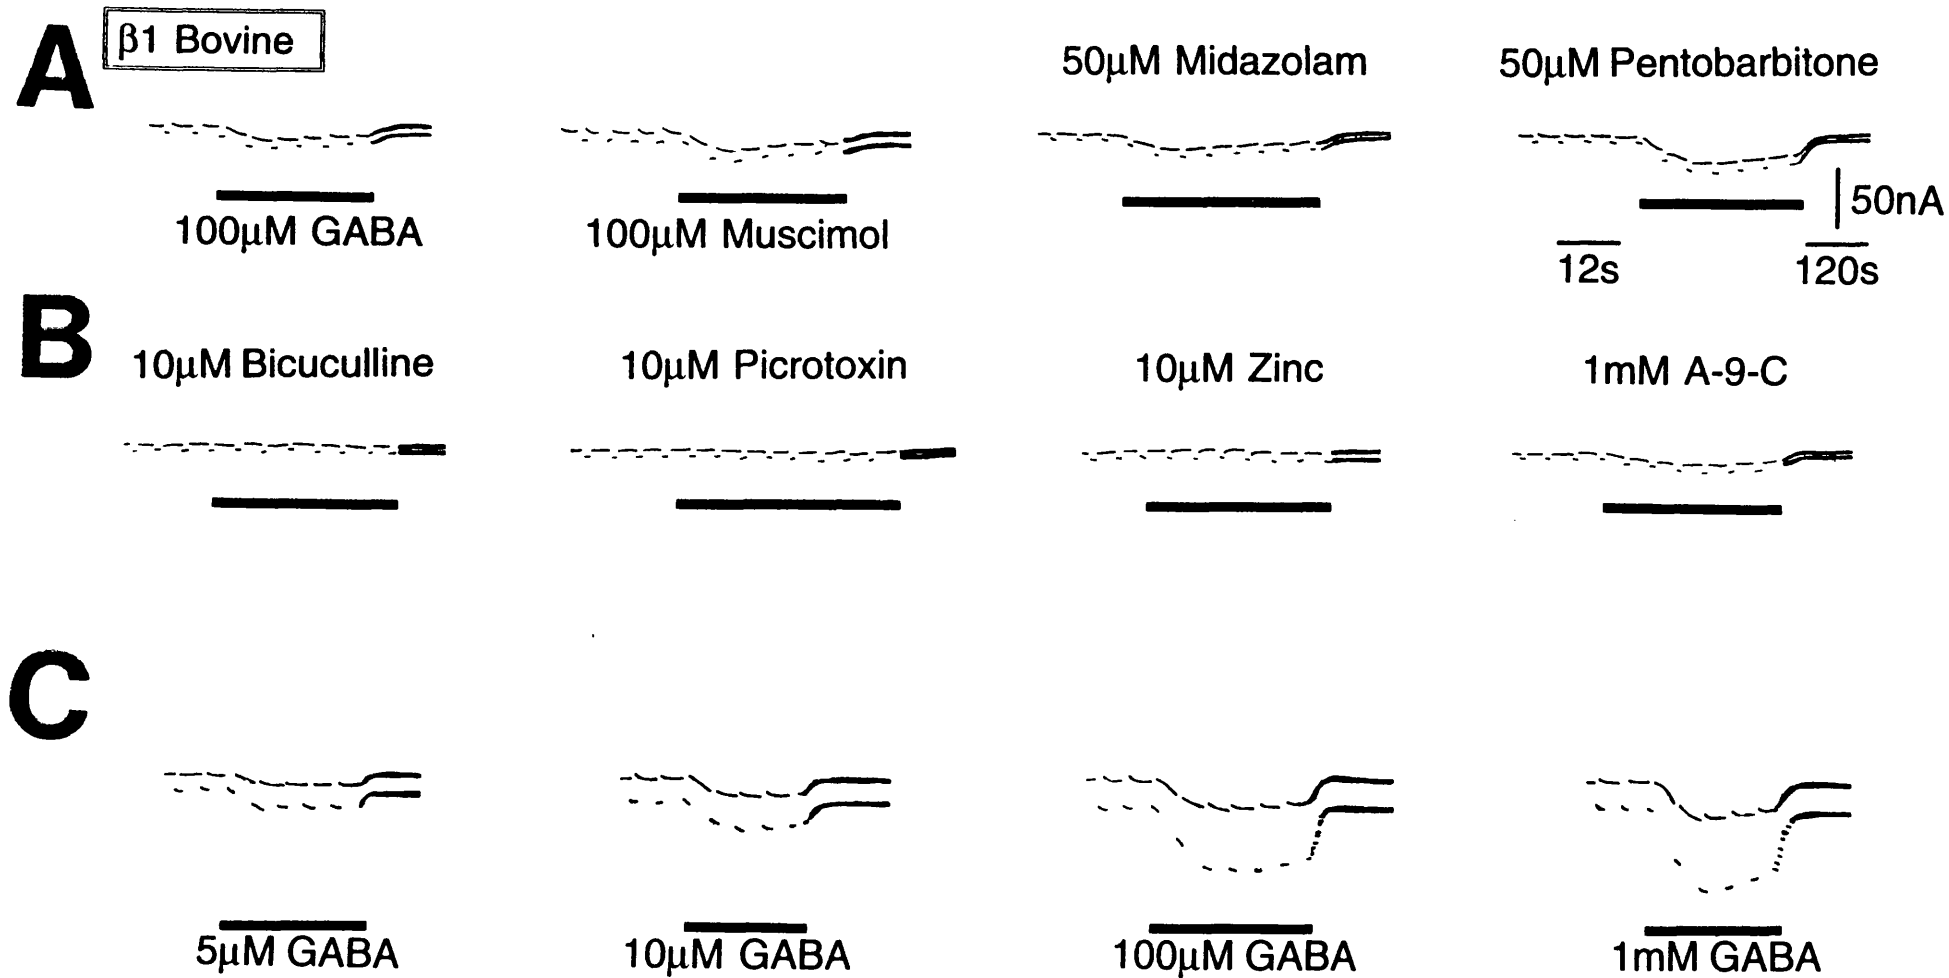 A
β1 Bovine
50µM Midazolam
50µM Pentobarbitone
100µM GABA
100µM Muscimol
50nA
12s
120s
B
10µM Bicuculline
10µM Picrotoxin
10µM Zinc
1mM A-9-C
C
5µM GABA
10µM GABA
100µM GABA
1mM GABA